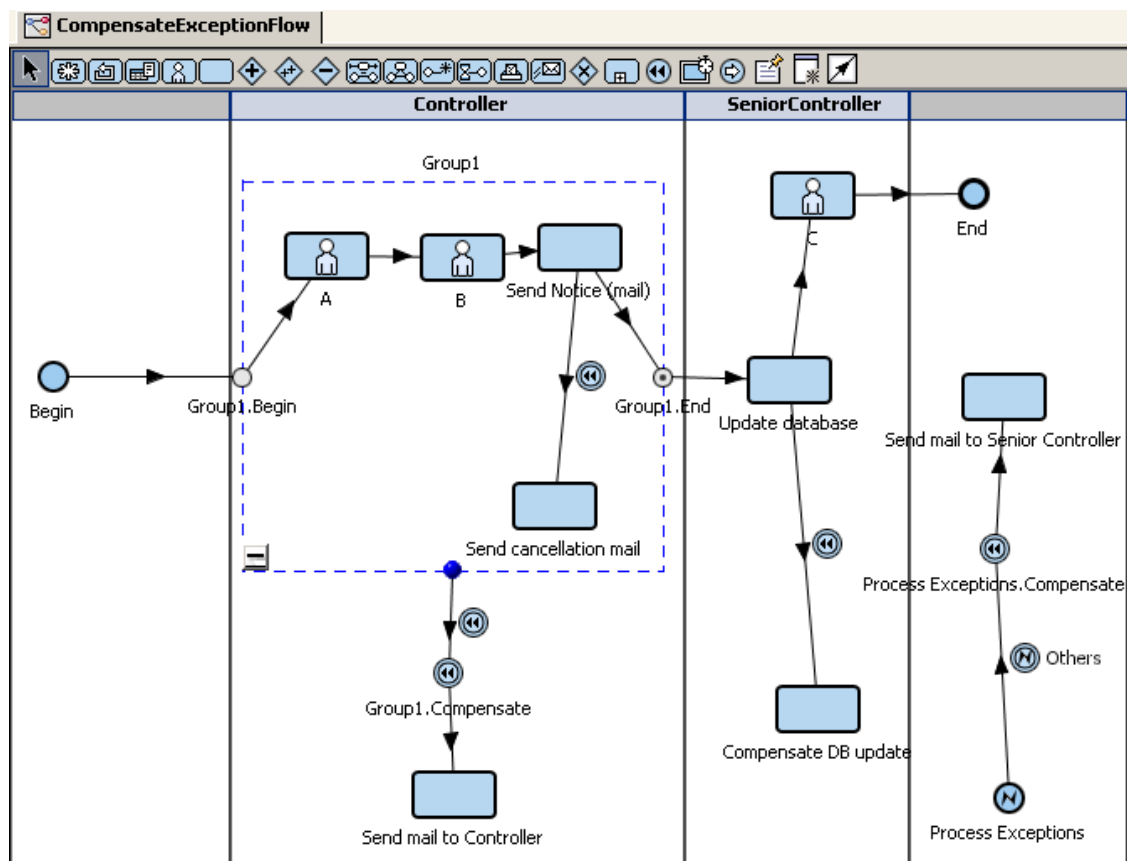 CompensateExceptionFlow
Controller
SeniorController
Group1
A
B
Send Notice (mail)
C
End
Begin
Group1.Begin
Group1.End
Update database
Send mail to Senior Controller
Send cancellation mail
Process Exceptions.Compensate
Others
Group1.Compensate
Compensate DB update
Send mail to Controller
Process Exceptions